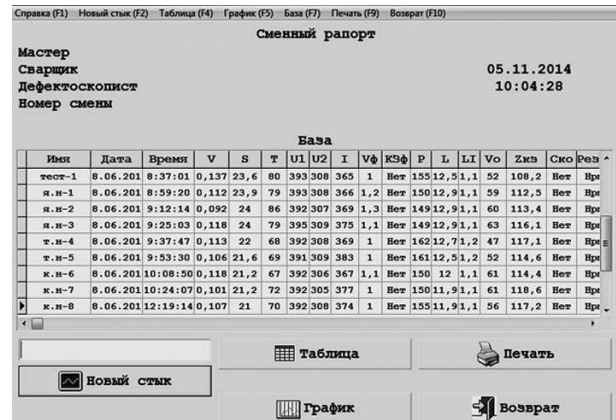 Справка (F1) Новый стык (F2) Таблица (F4) График (F5) База (F7) Печать (F9) Возврат (F10)
Сменный рапорт
Мастер
Сварщик 05.11.2014
Дефектоскопист 10:04:28
Номер смены
База
Имя Дата Время V S T U1 U2 I Vф КЗф P L LI Vo Zкз Ско Рез
тест-1 8.06.201 8:37:01 0,137 23,6 80 393 308 365 1 Нет 155 12,5 1,1 52 108,2 Нет Нрм
я.н-1 8.06.201 8:59:20 0,112 23,9 79 393 308 366 1,2 Нет 150 12,9 1,1 59 112,5 Нет Нрм
я.н-2 8.06.201 9:12:14 0,092 24 86 392 307 369 1,3 Нет 149 12,9 1,1 60 113,4 Нет Нрм
я.н-3 8.06.201 9:25:03 0,118 24 79 395 309 375 1,1 Нет 149 12,9 1,1 63 116,1 Нет Нрм
т.н-4 8.06.201 9:37:47 0,113 22 68 392 308 369 1 Нет 162 12,7 1,2 47 117,1 Нет Нрм
т.н-5 8.06.201 9:53:30 0,106 21,6 69 391 309 383 1 Нет 161 12,5 1,2 52 114,6 Нет Нрм
к.н-6 8.06.201 10:08:50 0,118 21,2 67 392 306 367 1,1 Нет 150 12 1,1 61 114,4 Нет Нрм
к.н-7 8.06.201 10:24:07 0,101 21,2 72 392 305 377 1 Нет 150 11,9 1,1 61 118,6 Нет Нрм
к.н-8 8.06.201 12:19:14 0,107 21 70 392 308 374 1 Нет 155 11,9 1,1 56 117,2 Нет Нрм
Таблица Печать
Новый стык
График Возврат